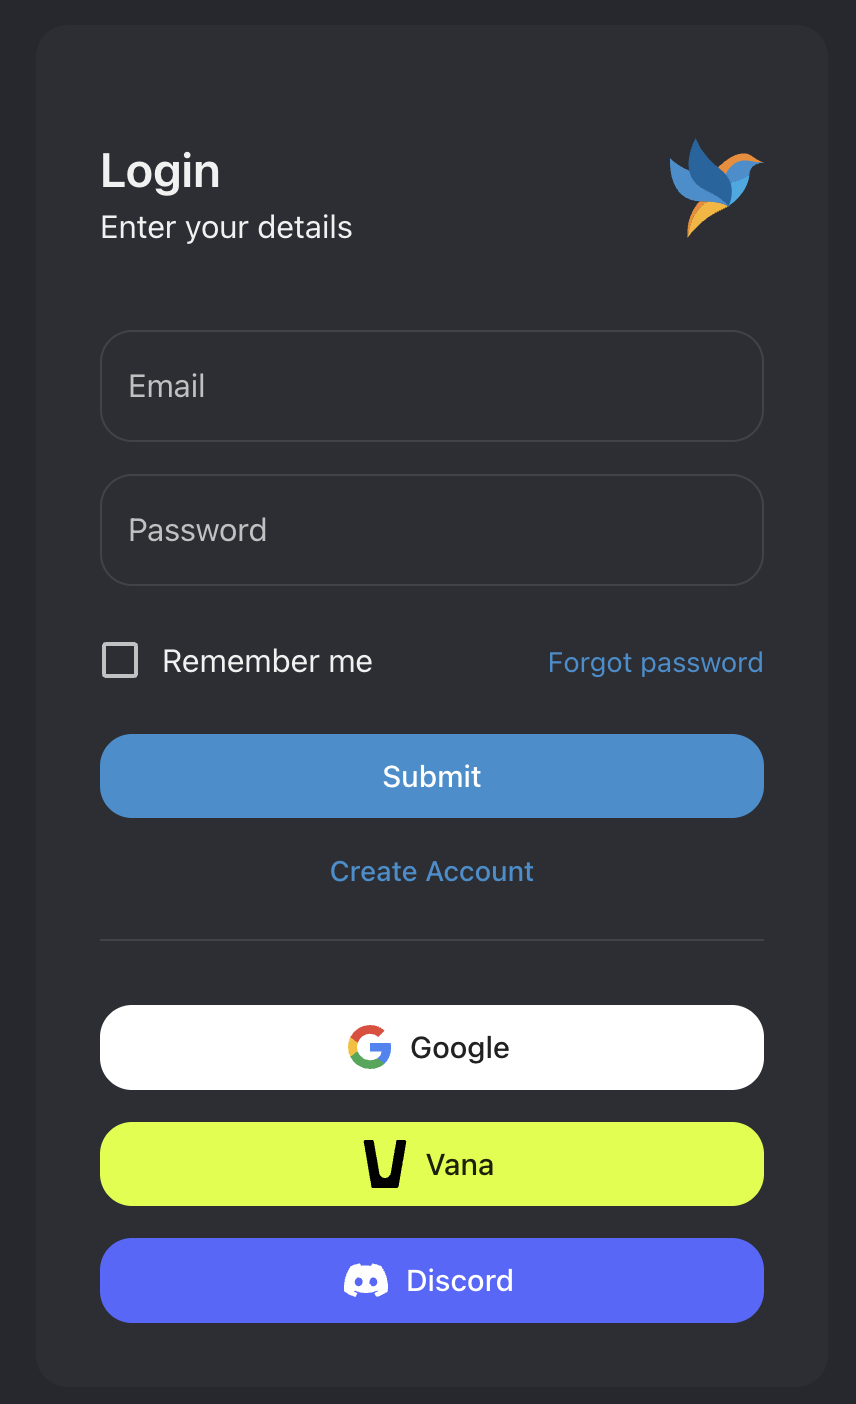 Login
Enter your details
Email
Password
Remember me
Forgot password
Submit
Create Account
Google
Vana
Discord